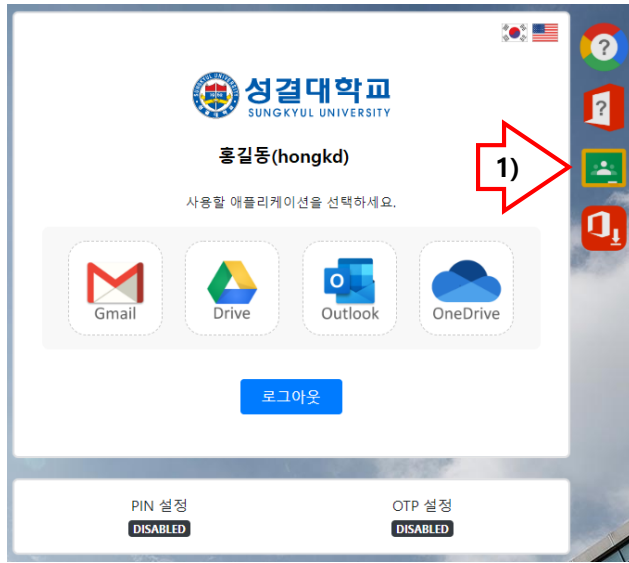 성결대학교
SUNGKYUL UNIVERSITY
홍길동(hongkd)
1)
사용할 애플리케이션을 선택하세요.
Gmail
Drive
Outlook
OneDrive
로그아웃
PIN 설정
DISABLED
OTP 설정
DISABLED